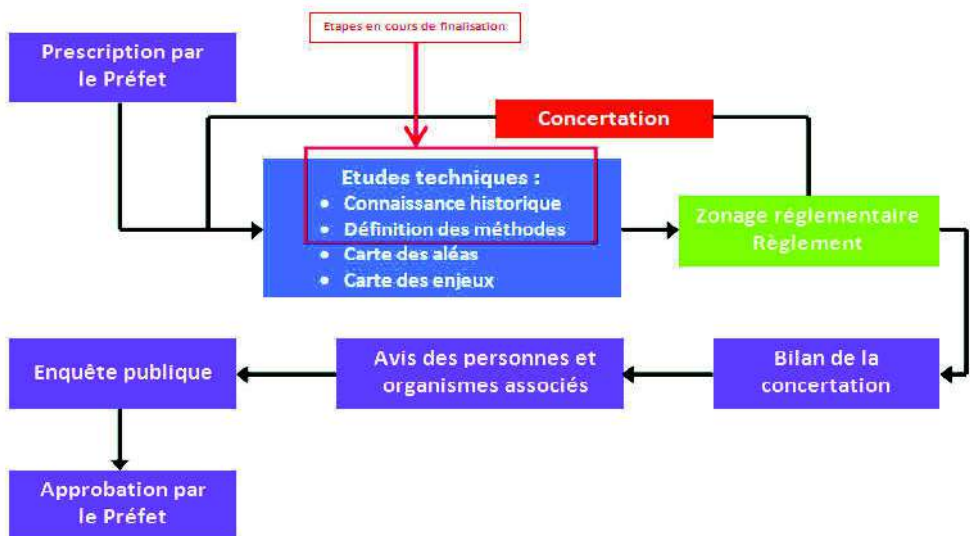 Etapes en cours de finalisation
Prescription par
le Préfet
Concertation
Etudes techniques :
• Connaissance historique
• Définition des méthodes
• Carte des aléas
• Carte des enjeux
Zonage réglementaire
Règlement
Bilan de la
concertation
Avis des personnes et
organismes associés
Enquête publique
Approbation par
le Préfet